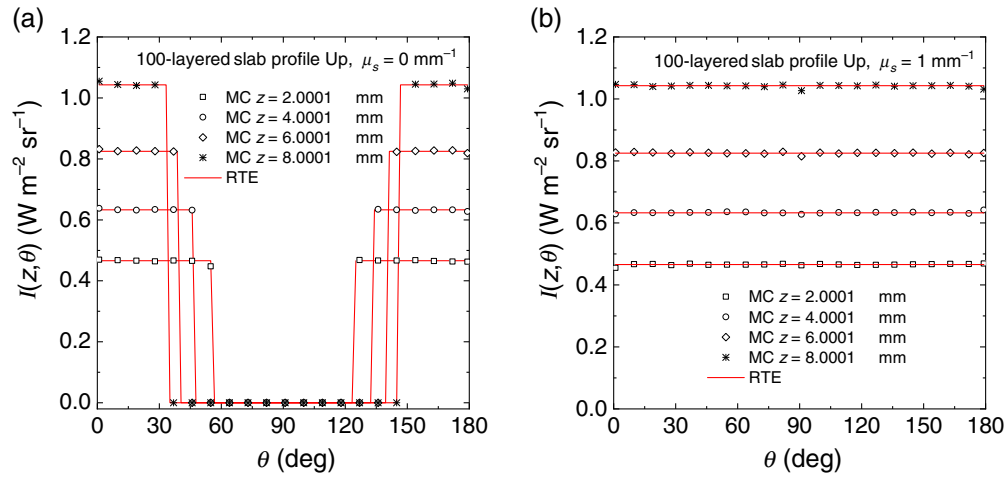 (a)
100-layered slab profile Up, μs = 0 mm⁻¹
MC z = 2.0001 mm
MC z = 4.0001 mm
MC z = 6.0001 mm
MC z = 8.0001 mm
RTE
I(z,θ) (W m⁻² sr⁻¹)
1.2
1.0
0.8
0.6
0.4
0.2
0.0
0 30 60 90 120 150 180
θ (deg)
(b)
100-layered slab profile Up, μs = 1 mm⁻¹
I(z,θ) (W m⁻² sr⁻¹)
1.2
1.0
0.8
0.6
0.4
0.2
0.0
MC z = 2.0001 mm
MC z = 4.0001 mm
MC z = 6.0001 mm
MC z = 8.0001 mm
RTE
0 30 60 90 120 150 180
θ (deg)